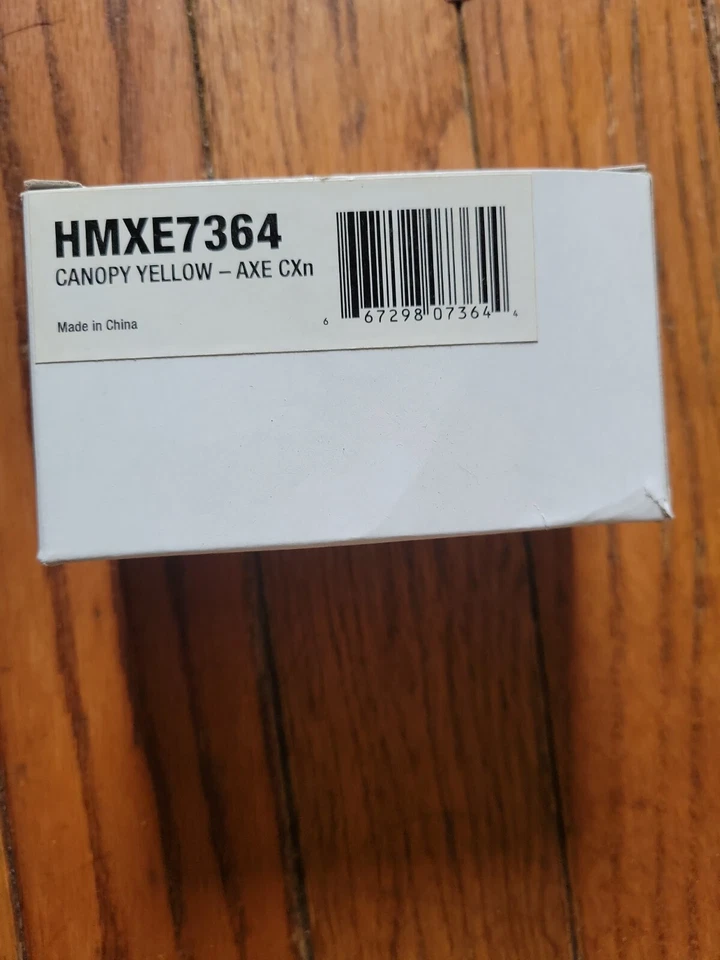 HMXE7364
CANOPY YELLOW – AXE CXn
Made in China
6 67298 07364 4